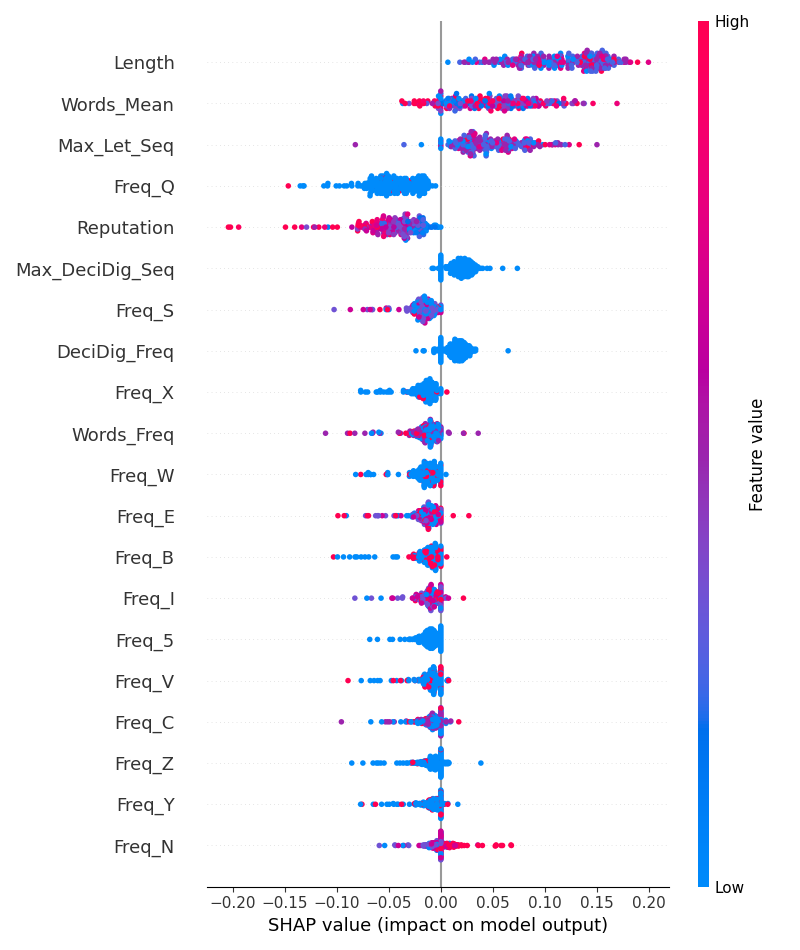 High
Length
Words_Mean
Max_Let_Seq
Freq_Q
Reputation
Max_DeciDig_Seq
Freq_S
DeciDig_Freq
Freq_X
Words_Freq
Freq_W
Freq_E
Freq_B
Freq_I
Freq_5
Freq_V
Freq_C
Freq_Z
Freq_Y
Freq_N
Feature value
Low
−0.20 −0.15 −0.10 −0.05 0.00 0.05 0.10 0.15 0.20
SHAP value (impact on model output)